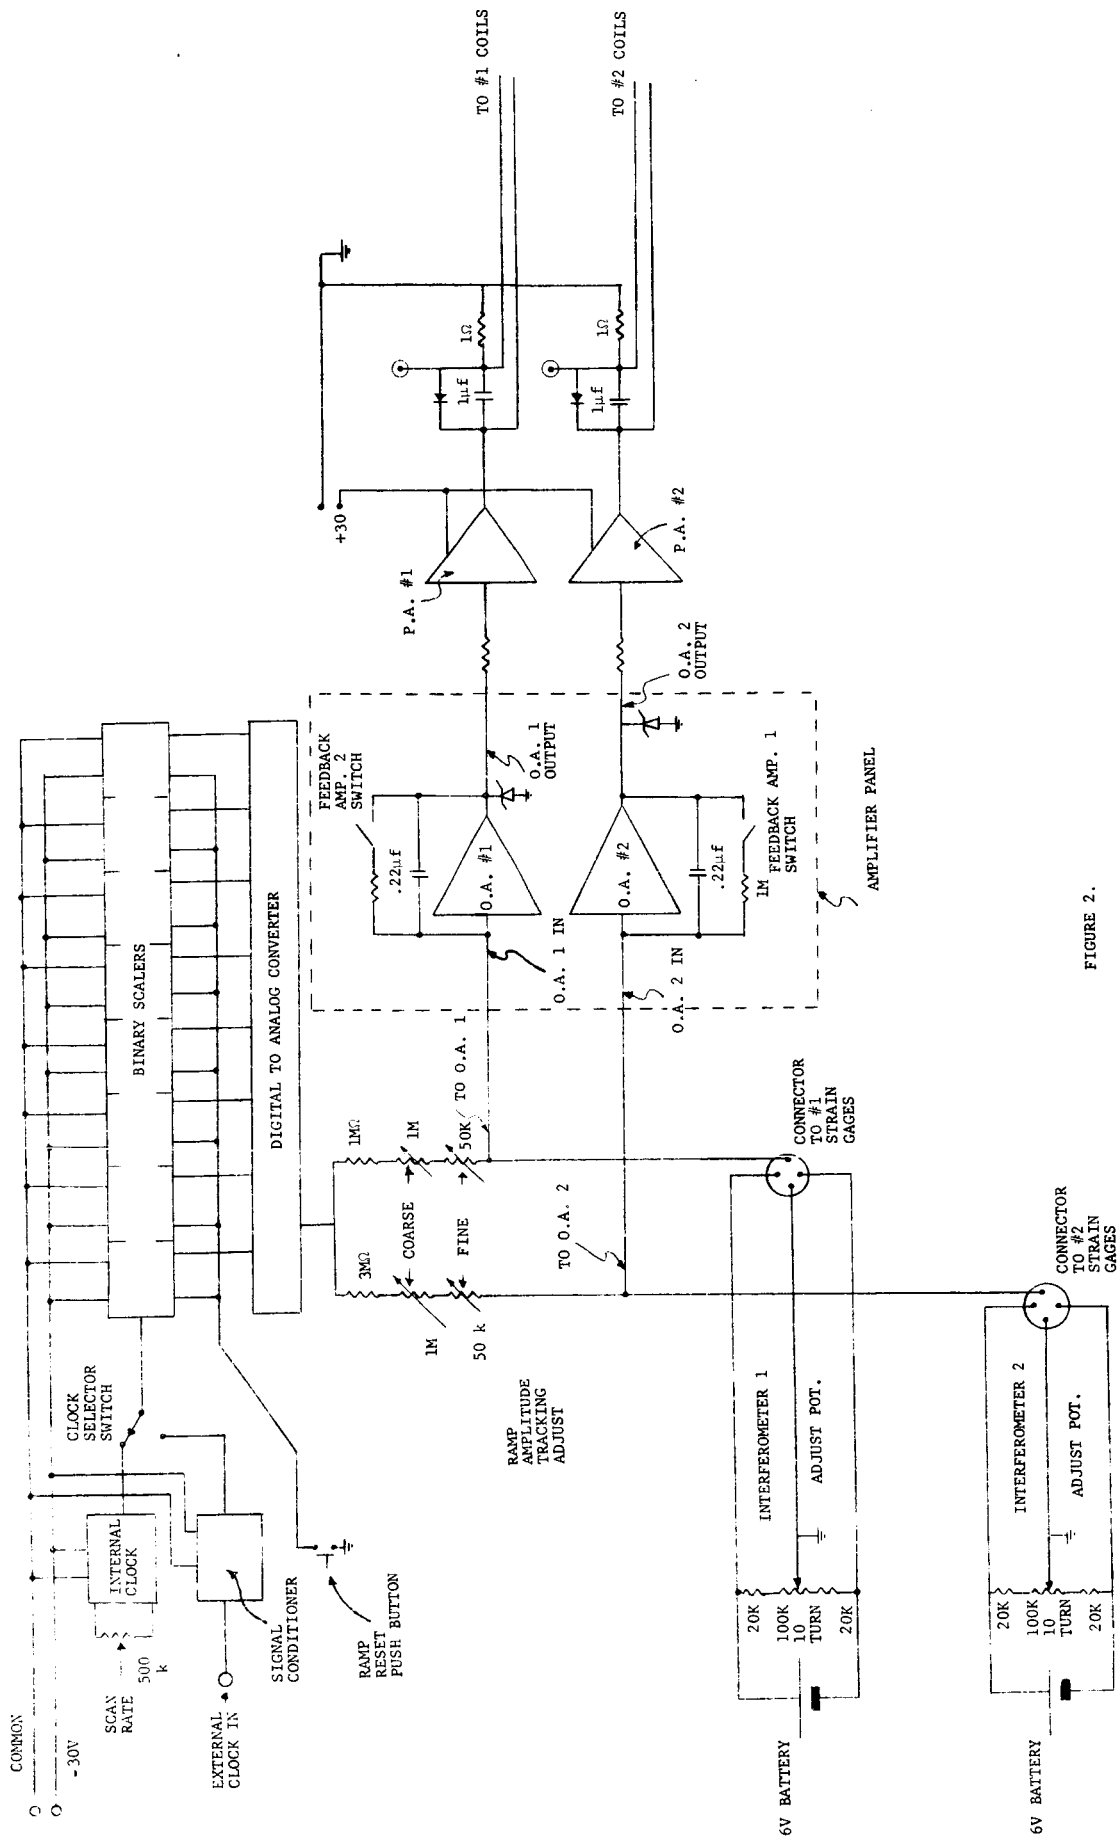 COMMON
-30V
SCAN
RATE
500
k
INTERNAL
CLOCK
EXTERNAL
CLOCK IN
SIGNAL
CONDITIONER
CLOCK
SELECTOR
SWITCH
RAMP
RESET
PUSH BUTTON
BINARY SCALERS
DIGITAL TO ANALOG CONVERTER
3MΩ
1MΩ
COARSE
1M
1M
FINE
50K
50 k
TO O.A. 1
TO O.A. 2
RAMP
AMPLITUDE
TRACKING
ADJUST
FEEDBACK
AMP. 2
SWITCH
.22μf
O.A. #1
O.A. 1 IN
O.A. 1
OUTPUT
O.A. #2
O.A. 2 IN
O.A. 2
OUTPUT
.22μf
1M
FEEDBACK AMP. 1
SWITCH
AMPLIFIER PANEL
+30
P.A. #1
P.A. #2
1μf
1Ω
1μf
1Ω
TO #1 COILS
TO #2 COILS
6V BATTERY
20K
100K
10
TURN
20K
INTERFEROMETER 1
ADJUST POT.
CONNECTOR
TO #1
STRAIN
GAGES
6V BATTERY
20K
100K
10
TURN
20K
INTERFEROMETER 2
ADJUST POT.
CONNECTOR
TO #2
STRAIN
GAGES
FIGURE 2.